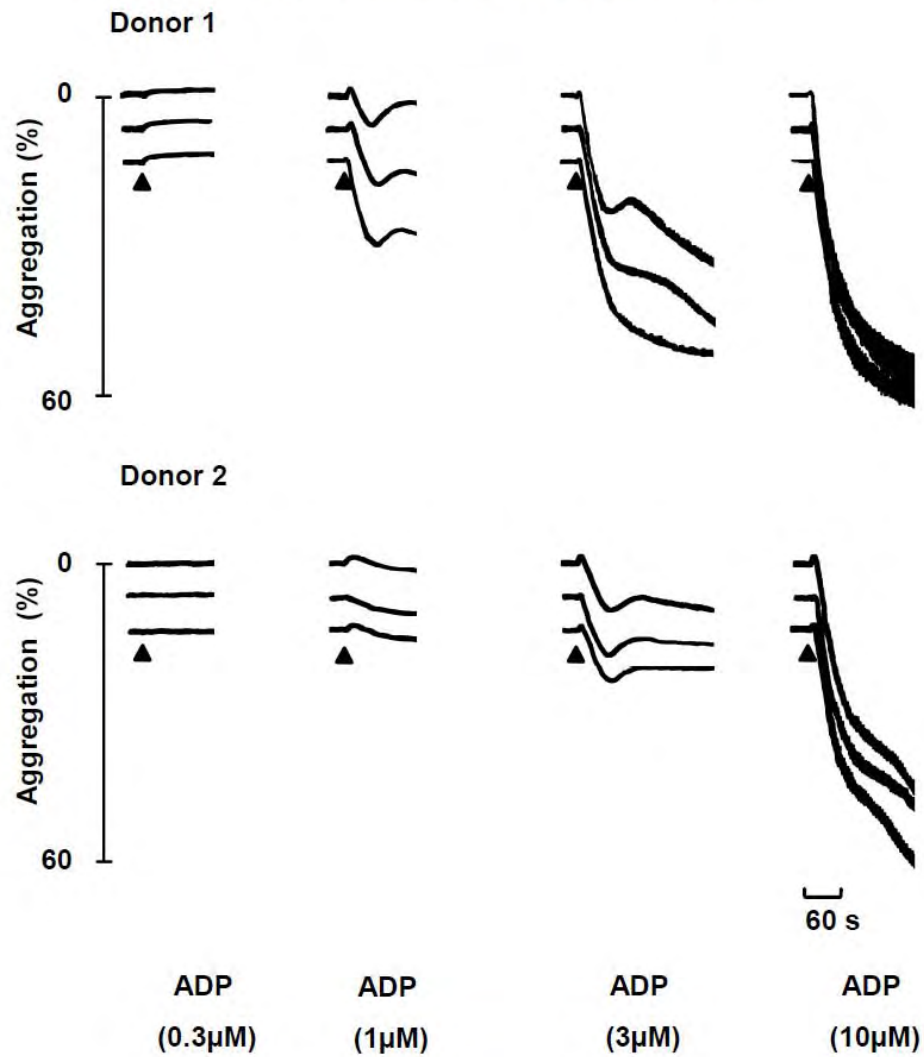 Donor 1
0
Aggregation (%)
60
Donor 2
0
Aggregation (%)
60
60 s
ADP ADP ADP ADP
(0.3µM) (1µM) (3µM) (10µM)